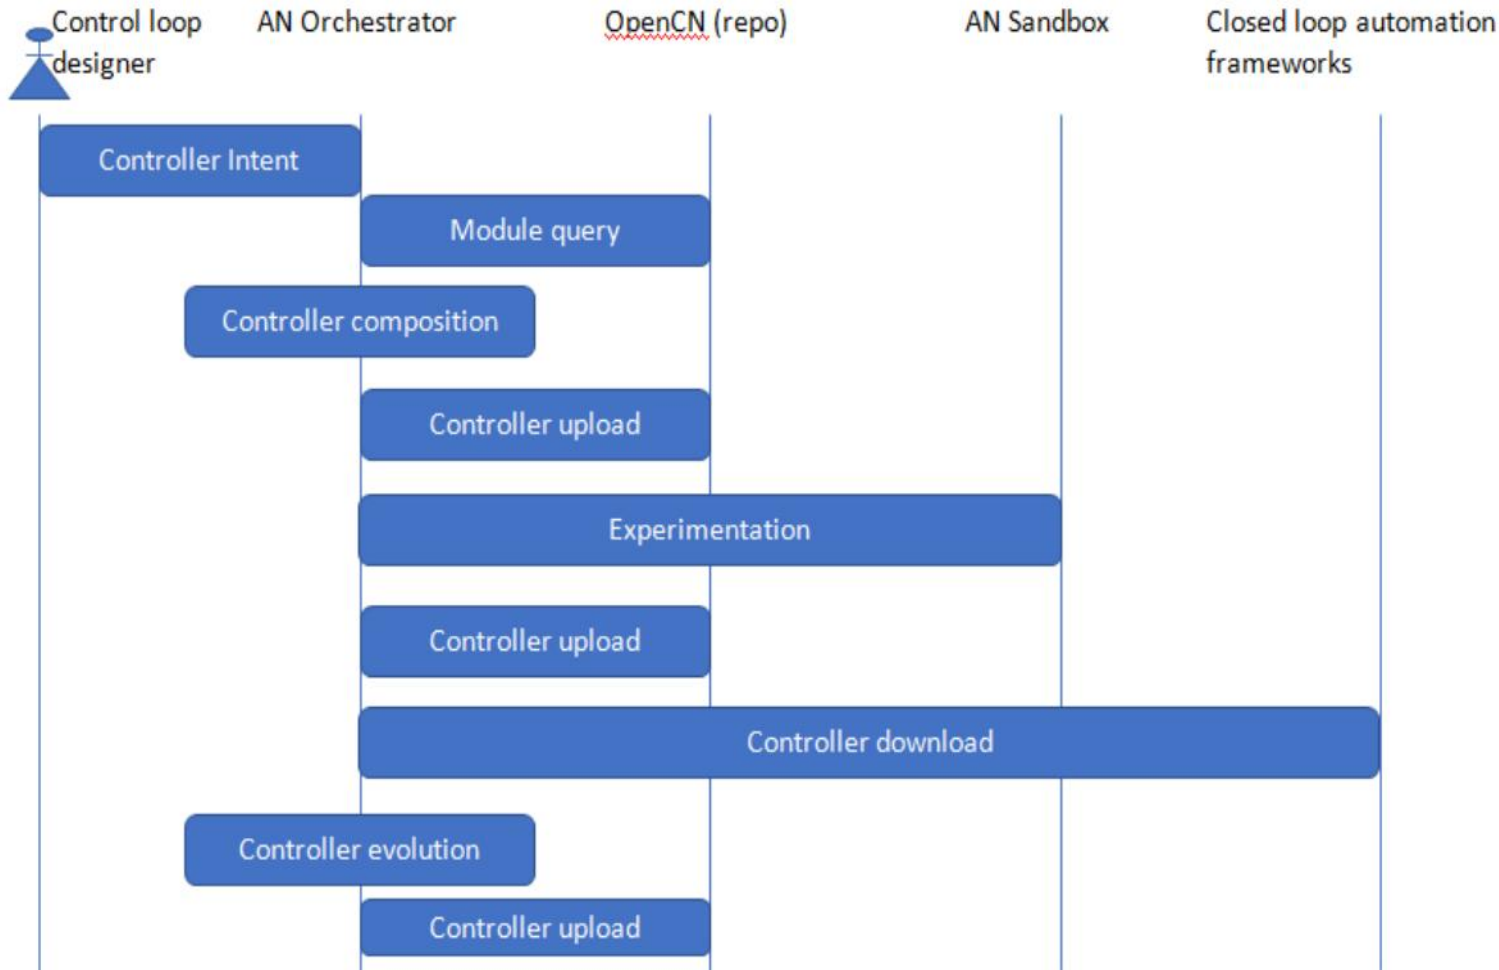 Control loop designer
AN Orchestrator
OpenCN (repo)
AN Sandbox
Closed loop automation frameworks
Controller Intent
Module query
Controller composition
Controller upload
Experimentation
Controller upload
Controller download
Controller evolution
Controller upload